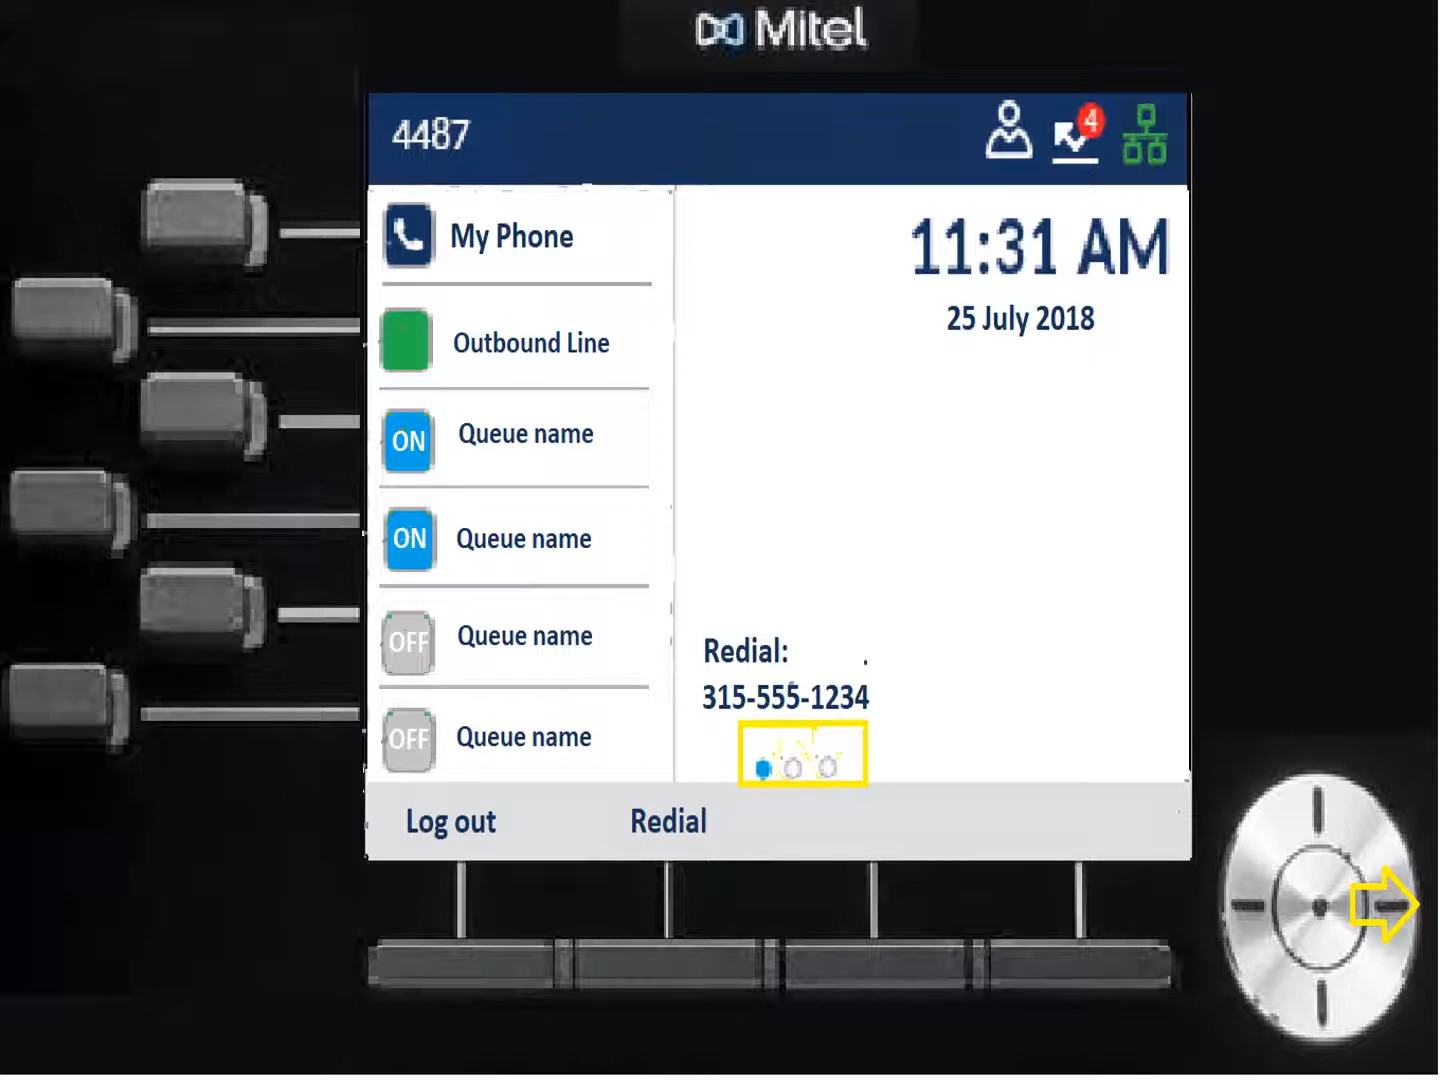 Mitel
4487
4
My Phone
11:31 AM
25 July 2018
Outbound Line
ON Queue name
ON Queue name
OFF Queue name
OFF Queue name
Redial:
315-555-1234
Log out
Redial